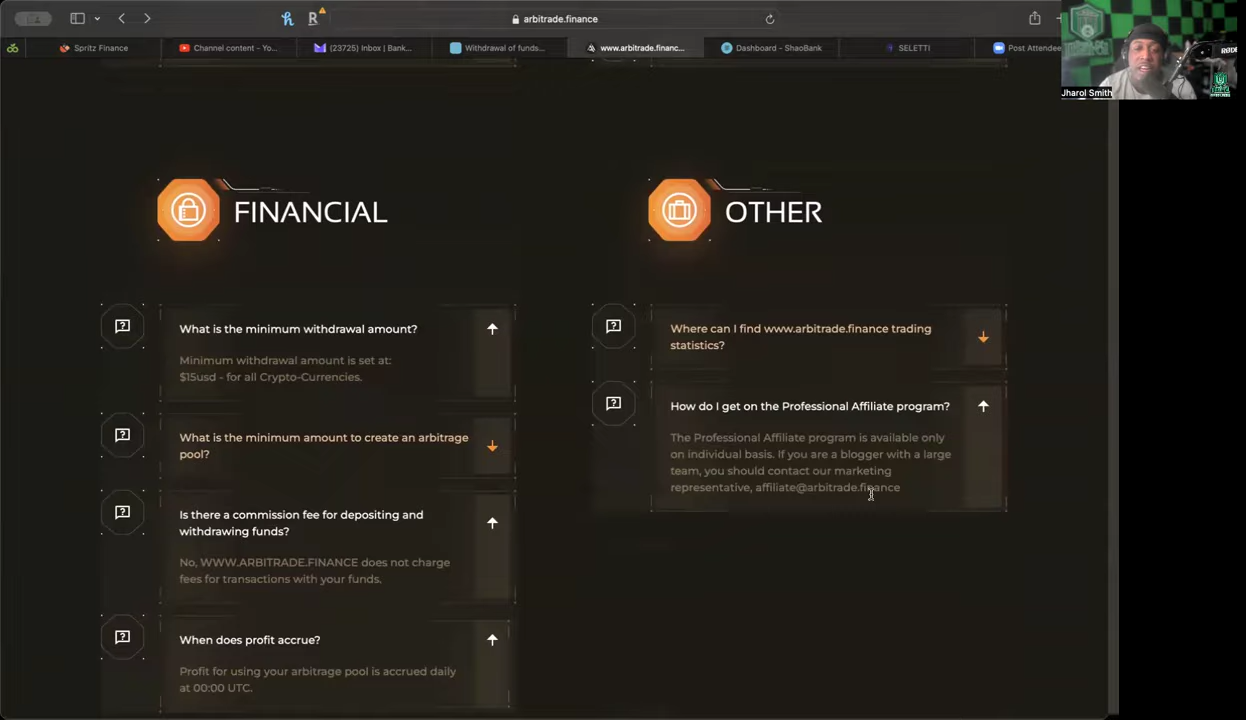 arbitrade.finance
Spritz Finance
Channel content - Yo...
(23725) Inbox | Bank...
Withdrawal of funds...
www.arbitrade.financ...
Dashboard - ShaoBank
SELETTI
Post Attendee
RØDE
Jharol Smith
FINANCIAL
What is the minimum withdrawal amount?
Minimum withdrawal amount is set at:
$15usd - for all Crypto-Currencies.
What is the minimum amount to create an arbitrage
pool?
Is there a commission fee for depositing and
withdrawing funds?
No, WWW.ARBITRADE.FINANCE does not charge
fees for transactions with your funds.
When does profit accrue?
Profit for using your arbitrage pool is accrued daily
at 00:00 UTC.
OTHER
Where can I find www.arbitrade.finance trading
statistics?
How do I get on the Professional Affiliate program?
The Professional Affiliate program is available only
on individual basis. If you are a blogger with a large
team, you should contact our marketing
representative, affiliate@arbitrade.finance